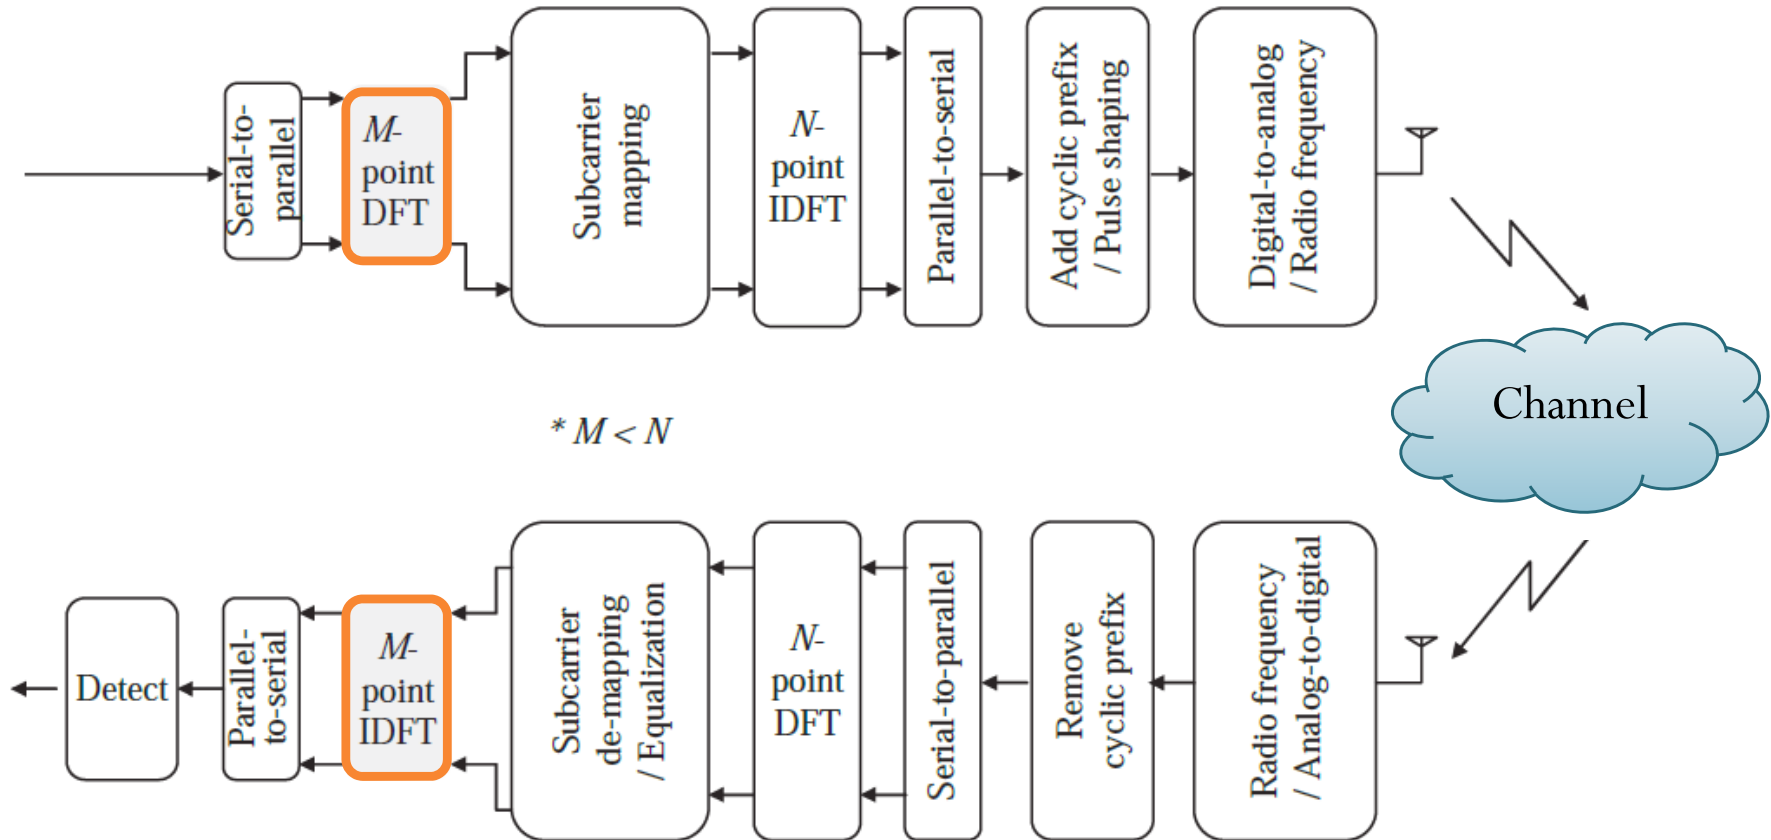 Serial-to-
parallel
M-
point
DFT
Subcarrier
mapping
N-
point
IDFT
Parallel-to-serial
Add cyclic prefix
/ Pulse shaping
Digital-to-analog
/ Radio frequency
Channel
* M < N
Detect
Parallel-
to-serial
M-
point
IDFT
Subcarrier
de-mapping
/ Equalization
N-
point
DFT
Serial-to-parallel
Remove
cyclic prefix
Radio frequency
/ Analog-to-digital